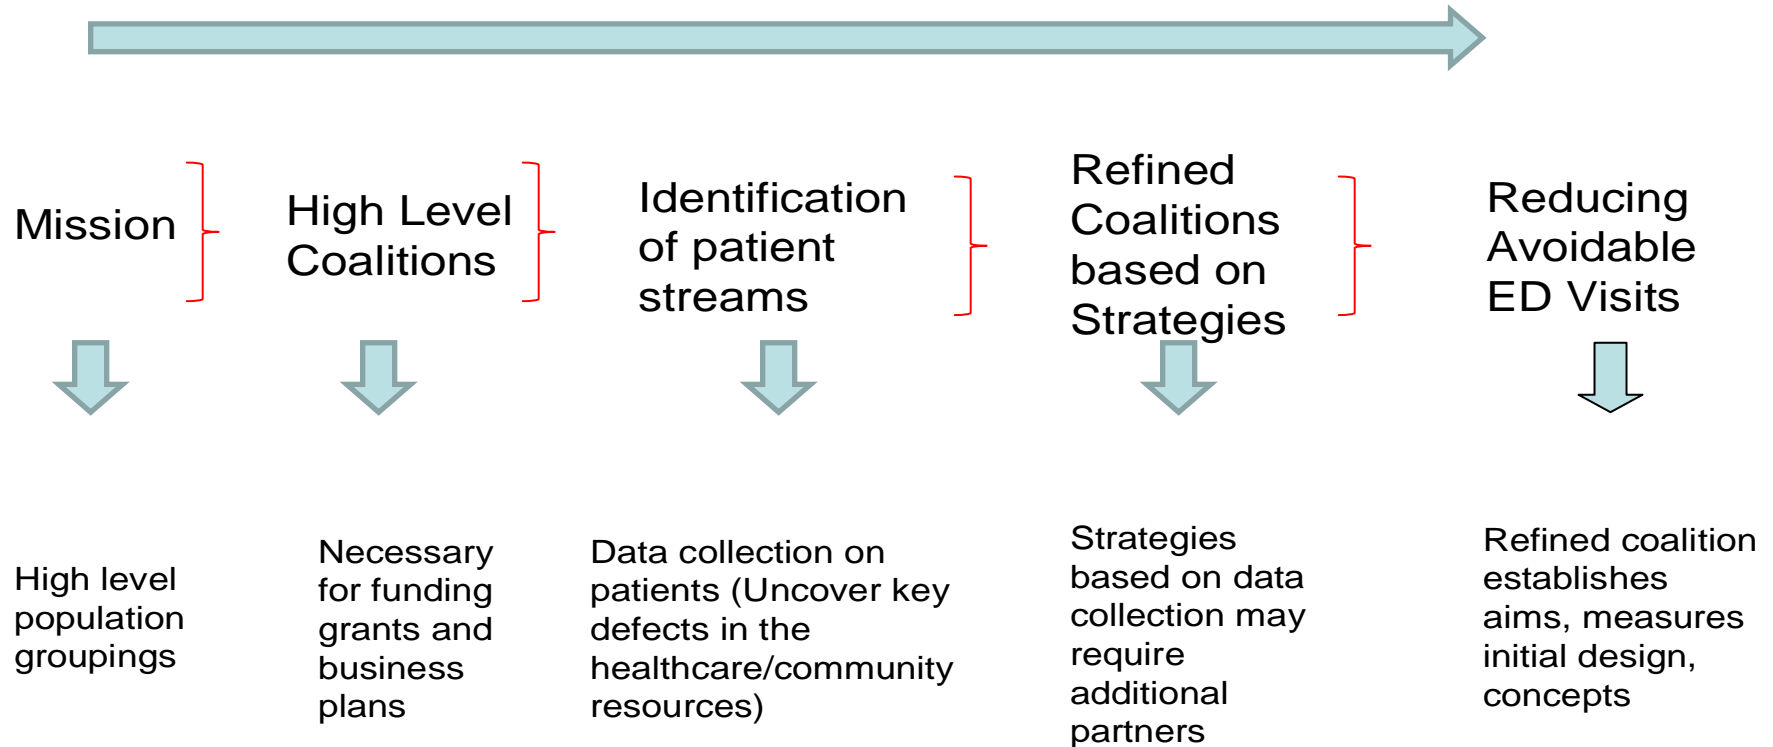 Mission
High Level
Coalitions
Identification
of patient
streams
Refined
Coalitions
based on
Strategies
Reducing
Avoidable
ED Visits
High level
population
groupings
Necessary
for funding
grants and
business
plans
Data collection on
patients (Uncover key
defects in the
healthcare/community
resources)
Strategies
based on data
collection may
require
additional
partners
Refined coalition
establishes
aims, measures
initial design,
concepts